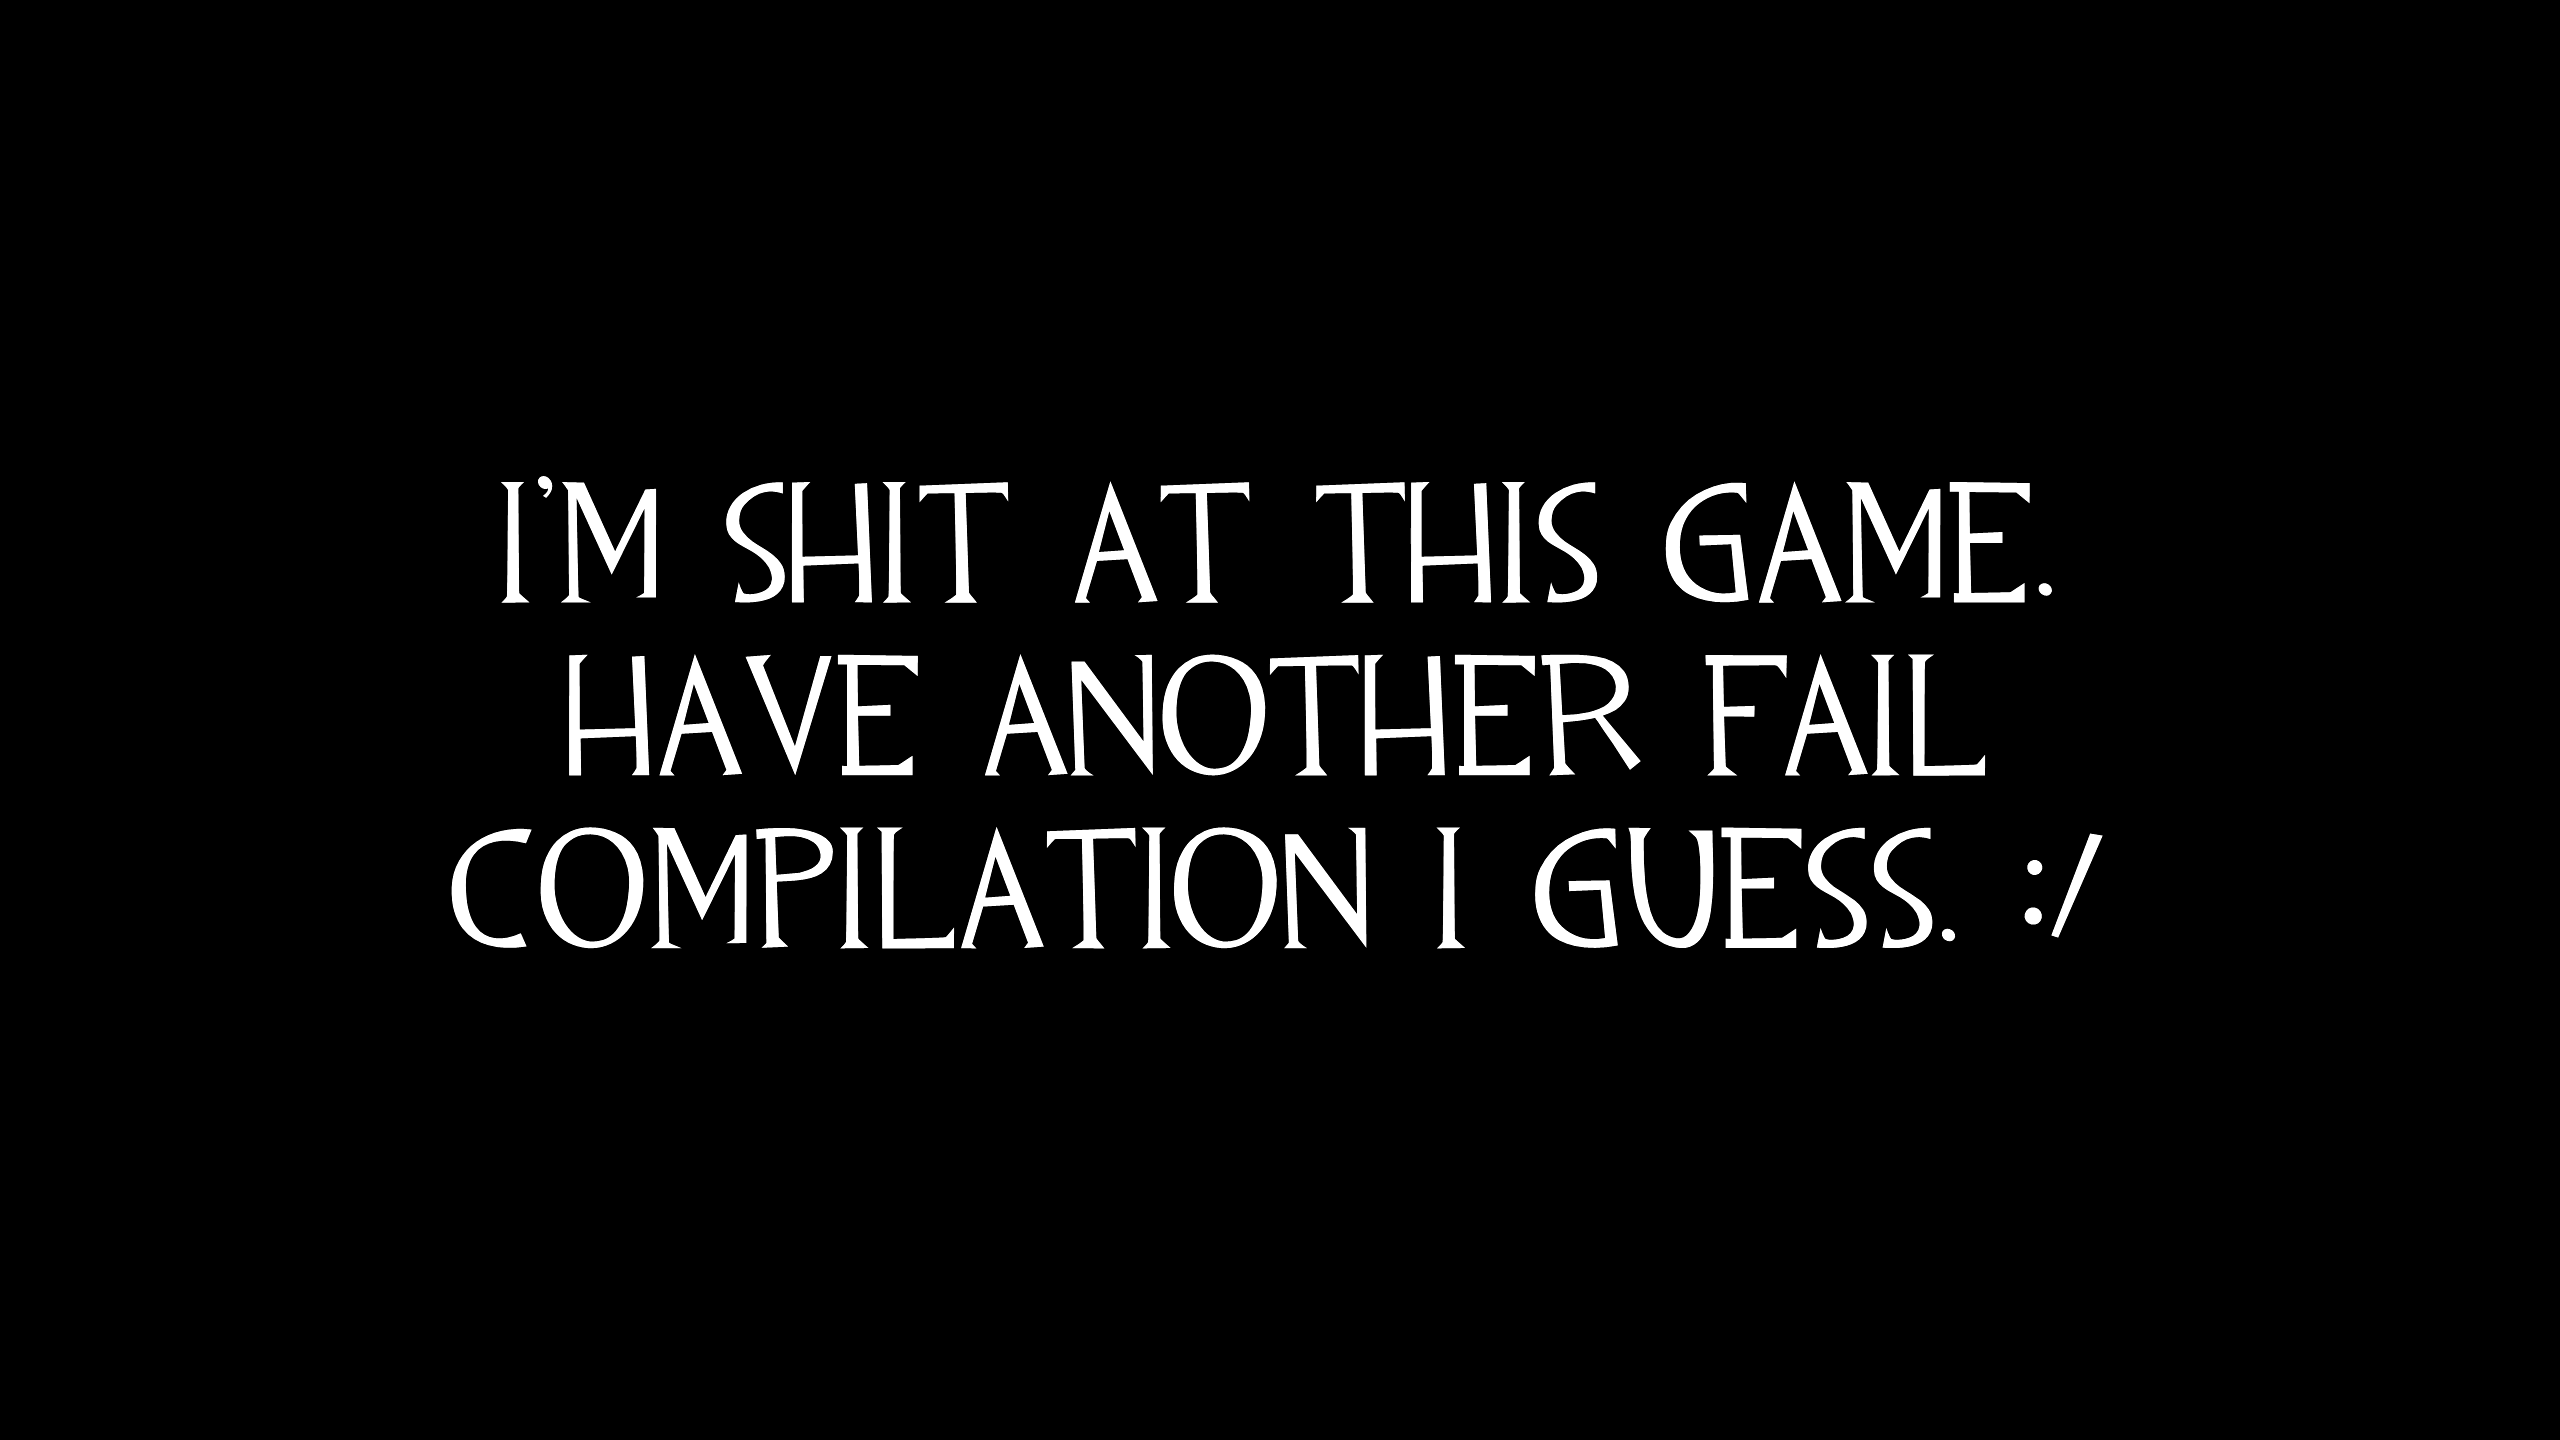 I'M SHIT AT THIS GAME.
HAVE ANOTHER FAIL
COMPILATION I GUESS. :/